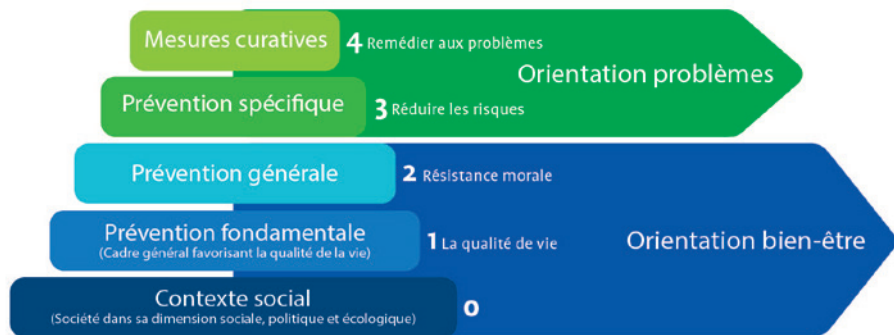 Mesures curatives
4 Remédier aux problèmes
Orientation problèmes
Prévention spécifique
3 Réduire les risques
Prévention générale
2 Résistance morale
Prévention fondamentale
(Cadre général favorisant la qualité de la vie)
1 La qualité de vie
Orientation bien-être
Contexte social
(Société dans sa dimension sociale, politique et écologique)
0